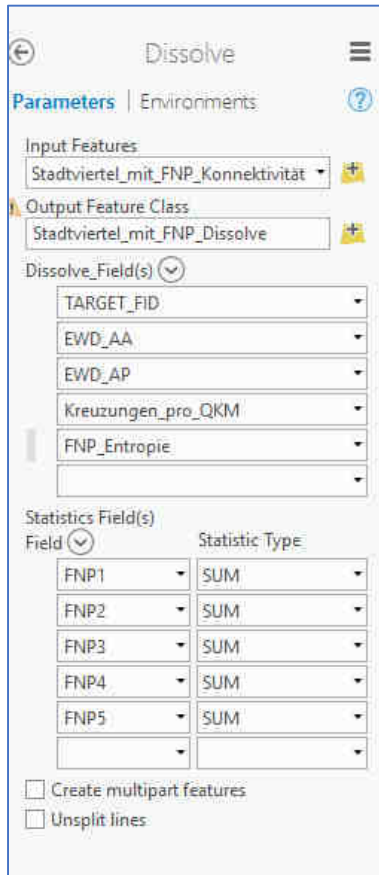 Dissolve
Parameters | Environments
Input Features
Stadtviertel_mit_FNP_Konnektivität
Output Feature Class
Stadtviertel_mit_FNP_Dissolve
Dissolve_Field(s)
TARGET_FID
EWD_AA
EWD_AP
Kreuzungen_pro_QKM
FNP_Entropie
Statistics Field(s)
Field Statistic Type
FNP1 SUM
FNP2 SUM
FNP3 SUM
FNP4 SUM
FNP5 SUM
Create multipart features
Unsplit lines